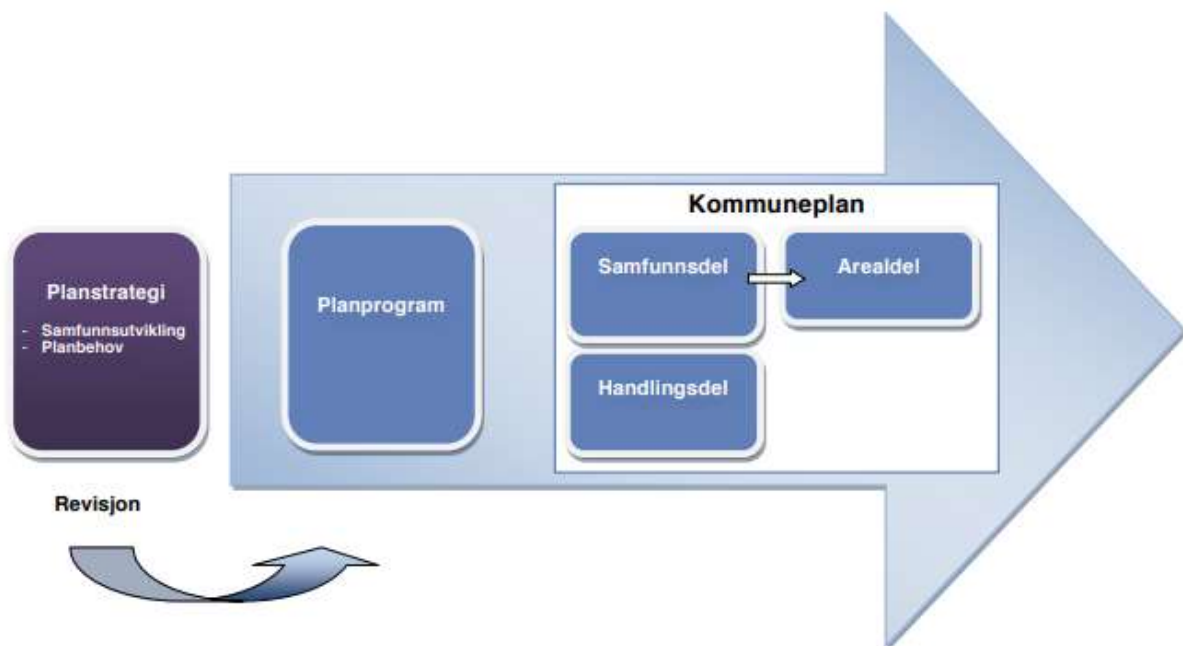 Planstrategi
- Samfunnsutvikling
- Planbehov
Revisjon
Planprogram
Kommuneplan
Samfunnsdel
Arealdel
Handlingsdel